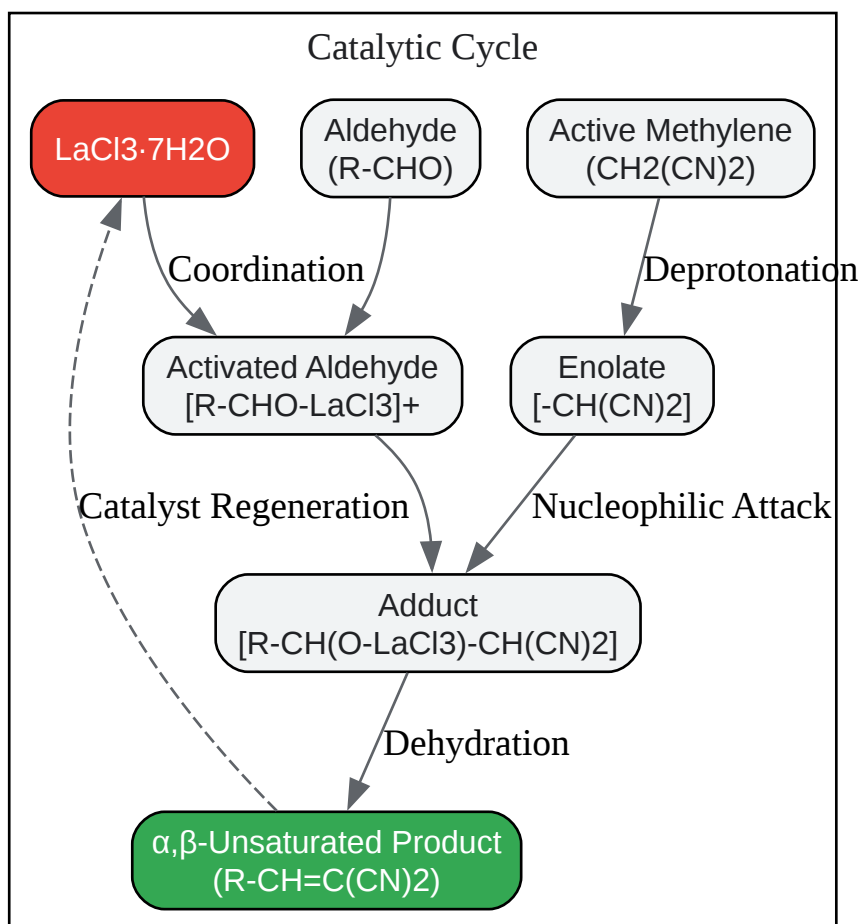 Catalytic Cycle
LaCl3·7H2O
Aldehyde
(R-CHO)
Active Methylene
(CH2(CN)2)
Coordination
Deprotonation
Activated Aldehyde
[R-CHO-LaCl3]+
Enolate
[-CH(CN)2]
Catalyst Regeneration
Nucleophilic Attack
Adduct
[R-CH(O-LaCl3)-CH(CN)2]
Dehydration
α,β-Unsaturated Product
(R-CH=C(CN)2)